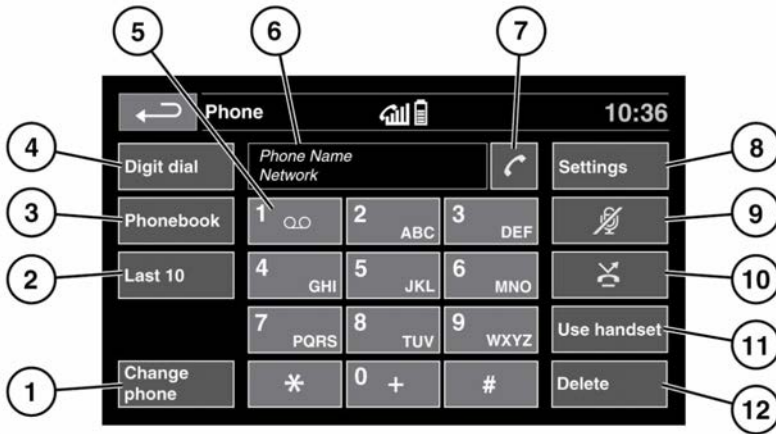 5
6
7
Phone
10:36
4
Digit dial
Phone Name
Network
Settings
8
3
Phonebook
1
2 ABC
3 DEF
9
2
Last 10
4 GHI
5 JKL
6 MNO
10
7 PQRS
8 TUV
9 WXYZ
Use handset
11
1
Change
phone
*
0 +
#
Delete
12